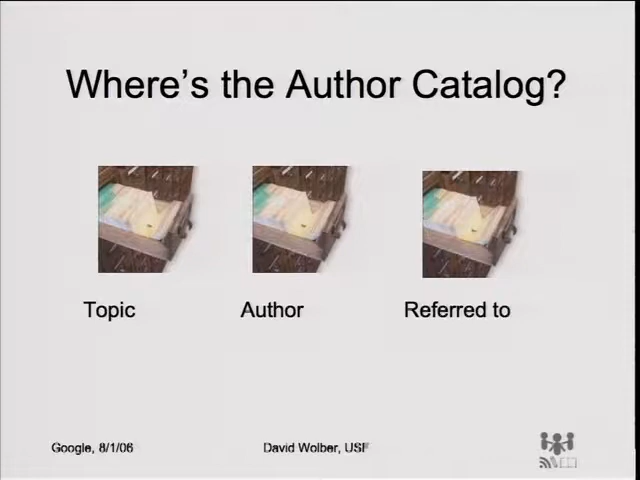 Where's the Author Catalog?
Topic
Author
Referred to
Google, 8/1/06
David Wolber, USF